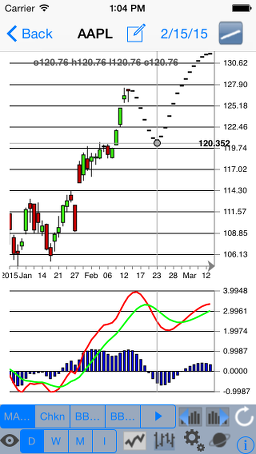 Carrier 1:04 PM
Back AAPL 2/15/15
o120.76 h120.76 l120.76 c120.76
130.62
127.90
125.18
122.46
120.352
119.74
117.02
114.30
111.57
108.85
106.13
2015Jan 14 21 27 Feb 06 12 17 23 Mar 12
3.9948
2.9961
1.9974
0.9987
0.0000
-0.9987
MA... Chkn BB... BB...
D W M I